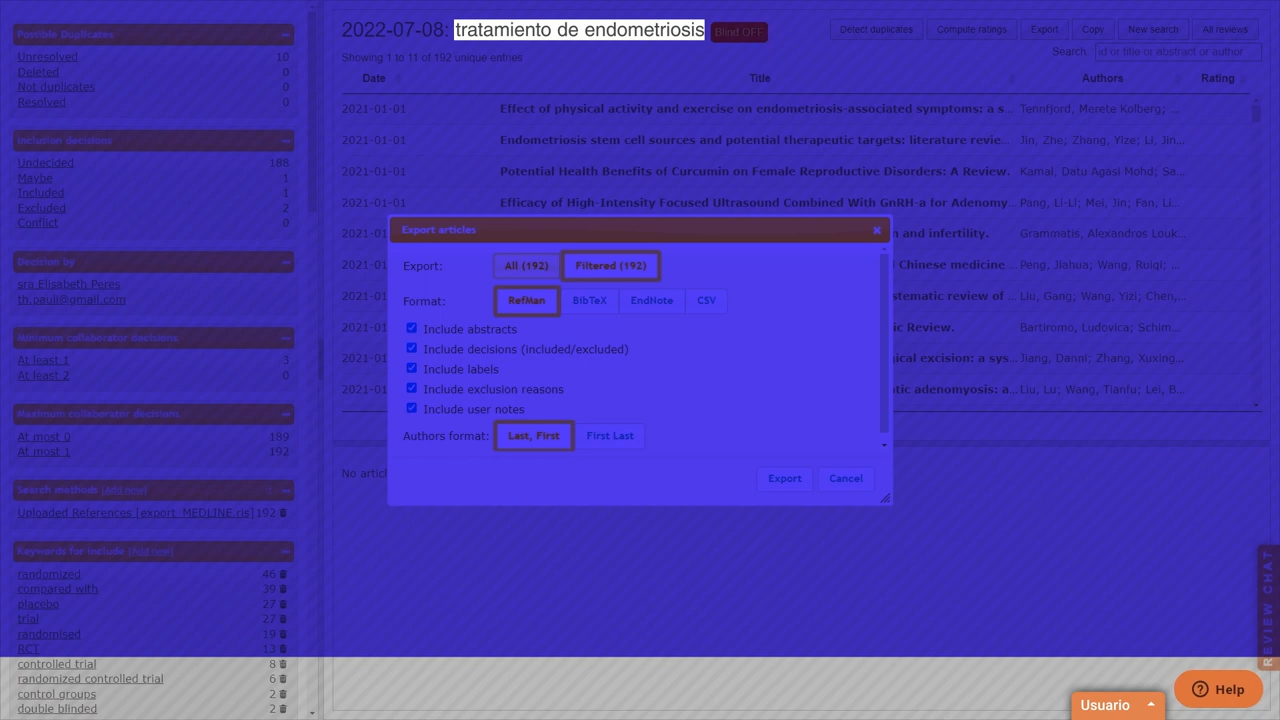 Possible Duplicates
Unresolved 10
Deleted 0
Not duplicates 0
Resolved 0
Inclusion decisions
Undecided 188
Maybe 1
Included 1
Excluded 2
Conflict 0
Decision by
sra Elisabeth Peres
th.pauli@gmail.com
Minimum collaborator decisions
At least 1 3
At least 2 0
Maximum collaborator decisions
At most 0 189
At most 1 192
Search methods [Add new]
Uploaded References [export_MEDLINE.ris] 192
Keywords for include [Add new]
randomized 46
compared with 39
placebo 27
trial 27
randomised 19
RCT 13
controlled trial 8
randomized controlled trial 6
control groups 2
double blinded 2
2022-07-08: tratamiento de endometriosis Blind OFF
Detect duplicates Compute ratings Export Copy New search All reviews
Showing 1 to 11 of 192 unique entries
Search: id or title or abstract or author
Date Title Authors Rating
2021-01-01 Effect of physical activity and exercise on endometriosis-associated symptoms: a s... Tennfjord, Merete Kolberg; ...
2021-01-01 Endometriosis stem cell sources and potential therapeutic targets: literature revie... Jin, Zhe; Zhang, Yize; Li, Jin...
2021-01-01 Potential Health Benefits of Curcumin on Female Reproductive Disorders: A Review. Kamal, Datu Agasi Mohd; Sa...
2021-01-01 Efficacy of High-Intensity Focused Ultrasound Combined With GnRH-a for Adenomy... Pang, Li-Li; Mei, Jin; Fan, Li...
2021-01-01 and infertility. Grammatis, Alexandros Louk...
2021-01-01 Chinese medicine ... Peng, Jiahua; Wang, Ruiqi; ...
2021-01-01 stematic review of ... Liu, Gang; Wang, Yizi; Chen,...
2021-01-01 ic Review. Bartiromo, Ludovica; Schim...
2021-01-01 ical excision: a sys... Jiang, Danni; Zhang, Xuxing...
2021-01-01 tic adenomyosis: a... Liu, Lu; Wang, Tianfu; Lei, B...
No artic
Export articles
Export: All (192) Filtered (192)
Format: RefMan BibTeX EndNote CSV
Include abstracts
Include decisions (included/excluded)
Include labels
Include exclusion reasons
Include user notes
Authors format: Last, First First Last
Export Cancel
REVIEW CHAT
Help
Usuario